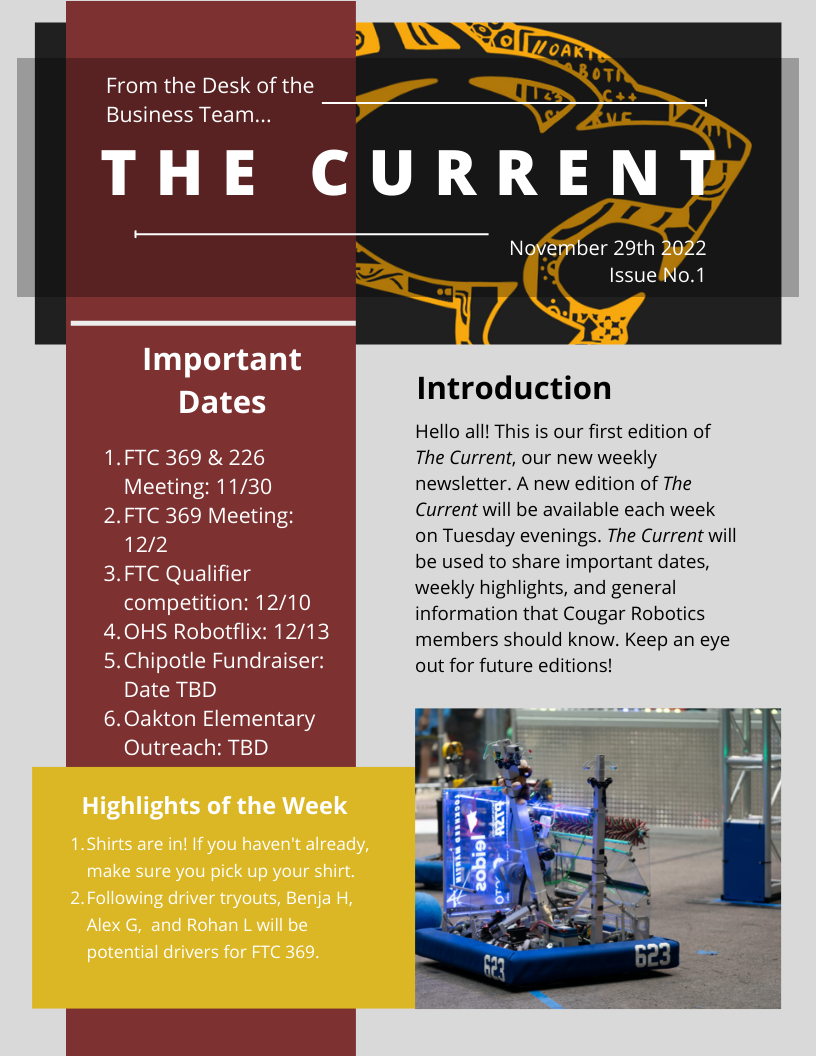 OAKT
ROBOTI
C++
From the Desk of the
Business Team...
THE CURRENT
November 29th 2022
Issue No.1
Important
Dates
1. FTC 369 & 226
Meeting: 11/30
2. FTC 369 Meeting:
12/2
3. FTC Qualifier
competition: 12/10
4. OHS Robotflix: 12/13
5. Chipotle Fundraiser:
Date TBD
6. Oakton Elementary
Outreach: TBD
Introduction
Hello all! This is our first edition of
The Current, our new weekly
newsletter. A new edition of The
Current will be available each week
on Tuesday evenings. The Current will
be used to share important dates,
weekly highlights, and general
information that Cougar Robotics
members should know. Keep an eye
out for future editions!
Highlights of the Week
1. Shirts are in! If you haven't already,
make sure you pick up your shirt.
2. Following driver tryouts, Benja H,
Alex G,  and Rohan L will be
potential drivers for FTC 369.
LOCKHEED MARTIN
leidos
623
623